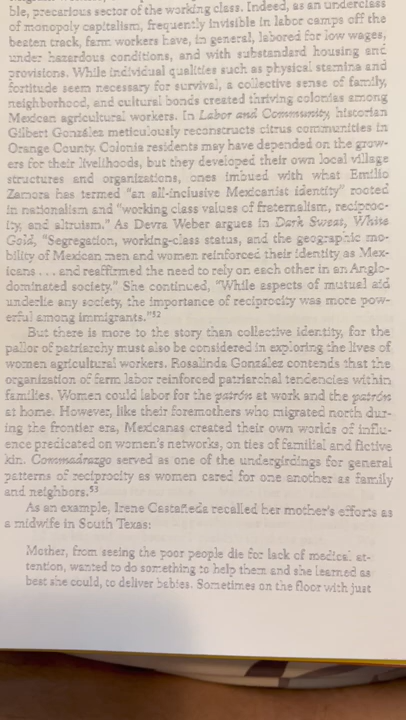 ble, precarious sector of the working class. Indeed, as an underclass
of monopoly capitalism, frequently invisible in labor camps off the
beaten track, farm workers have, in general, labored for low wages,
under hazardous conditions, and with substandard housing and
provisions. While individual qualities such as physical stamina and
fortitude seem necessary for survival, a collective sense of family,
neighborhood, and cultural bonds created thriving colonias among
Mexican agricultural workers. In Labor and Community, historian
Gilbert González meticulously reconstructs citrus communities in
Orange County. Colonia residents may have depended on the grow-
ers for their livelihoods, but they developed their own local village
structures and organizations, ones imbued with what Emilio
Zamora has termed "an all-inclusive Mexicanist identity" rooted
in nationalism and "working class values of fraternalism, reciproc-
ity, and altruism." As Devra Weber argues in Dark Sweat, White
Gold, "Segregation, working-class status, and the geographic mo-
bility of Mexican men and women reinforced their identity as Mex-
icans . . . and reaffirmed the need to rely on each other in an Anglo-
dominated society." She continued, "While aspects of mutual aid
underlie any society, the importance of reciprocity was more pow-
erful among immigrants."52
But there is more to the story than collective identity, for the
pallor of patriarchy must also be considered in exploring the lives of
women agricultural workers. Rosalinda González contends that the
organization of farm labor reinforced patriarchal tendencies within
families. Women could labor for the patrón at work and the patrón
at home. However, like their foremothers who migrated north dur-
ing the frontier era, Mexicanas created their own worlds of influ-
ence predicated on women's networks, on ties of familial and fictive
kin. Commadrazgo served as one of the undergirdings for general
patterns of reciprocity as women cared for one another as family
and neighbors.53
As an example, Irene Castañeda recalled her mother's efforts as
a midwife in South Texas:
Mother, from seeing the poor people die for lack of medical at-
tention, wanted to do something to help them and she learned as
best she could, to deliver babies. Sometimes on the floor with just